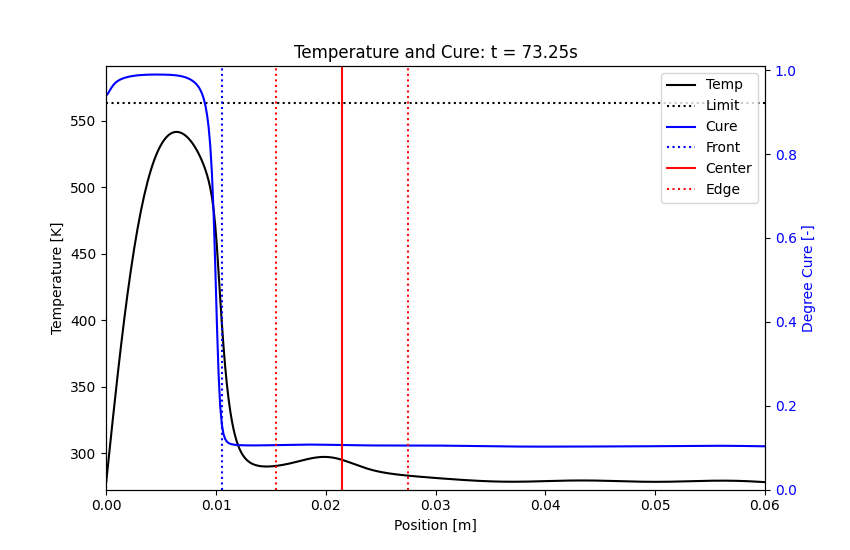 Temperature and Cure: t = 73.25s
Temp
Limit
Cure
Front
Center
Edge
Temperature [K]
550
500
450
400
350
300
1.0
0.8
0.6
0.4
0.2
0.0
Degree Cure [-]
0.00 0.01 0.02 0.03 0.04 0.05 0.06
Position [m]